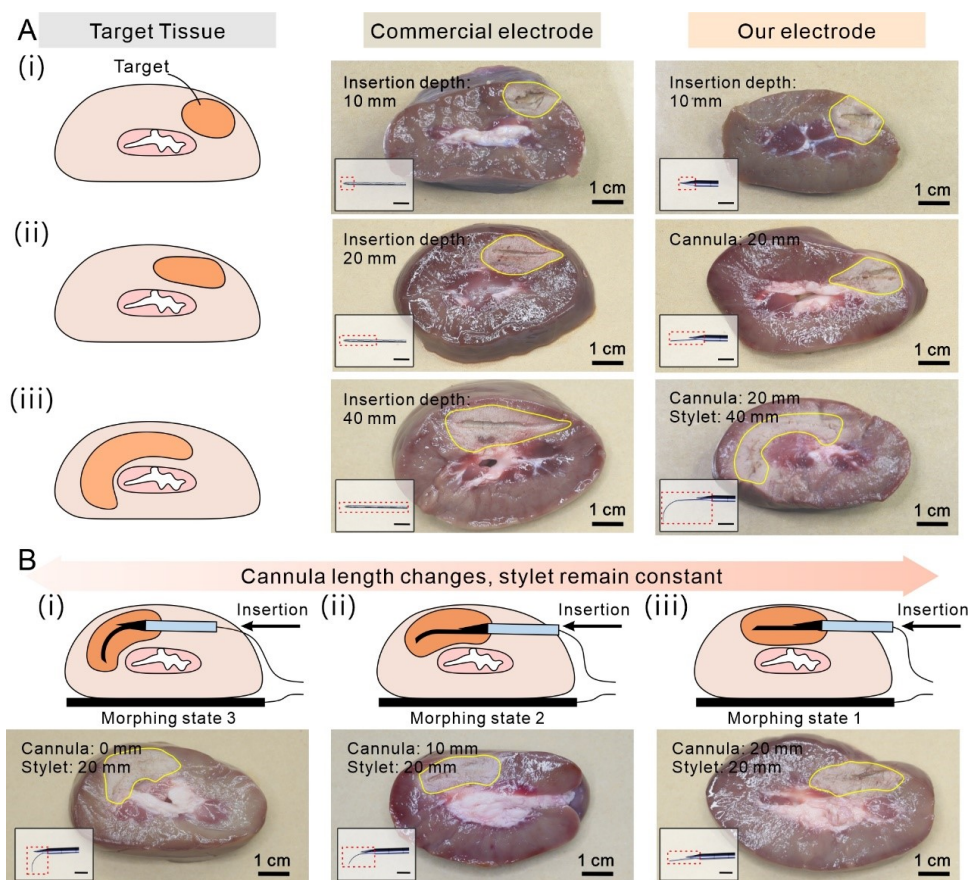 A
Target Tissue
Commercial electrode
Our electrode
(i)
Target
Insertion depth:
10 mm
1 cm
Insertion depth:
10 mm
1 cm
(ii)
Insertion depth:
20 mm
1 cm
Cannula: 20 mm
1 cm
(iii)
Insertion depth:
40 mm
1 cm
Cannula: 20 mm
Stylet: 40 mm
1 cm
B
Cannula length changes, stylet remain constant
(i)
Insertion
Morphing state 3
(ii)
Insertion
Morphing state 2
(iii)
Insertion
Morphing state 1
Cannula: 0 mm
Stylet: 20 mm
1 cm
Cannula: 10 mm
Stylet: 20 mm
1 cm
Cannula: 20 mm
Stylet: 20 mm
1 cm